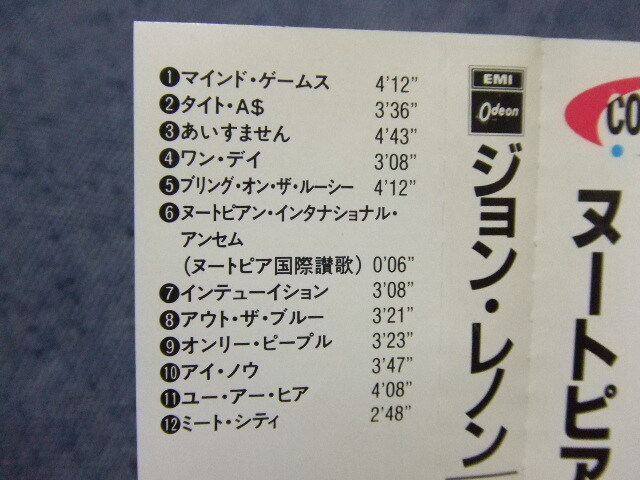 ❶マインド・ゲームス 4'12”
❷タイト・A$ 3'36”
❸あいすません 4'43”
❹ワン・デイ 3'08”
❺ブリング・オン・ザ・ルーシー 4'12”
❻ヌートピアン・インタナショナル・
アンセム
(ヌートピア国際讃歌) 0'06”
❼インテューイション 3'08”
❽アウト・ザ・ブルー 3'21”
❾オンリー・ピープル 3'23”
❿アイ・ノウ 3'47”
⓫ユー・アー・ヒア 4'08”
⓬ミート・シティ 2'48”
EMI
Odeon
ジョン・レノン
CO
ヌートピア